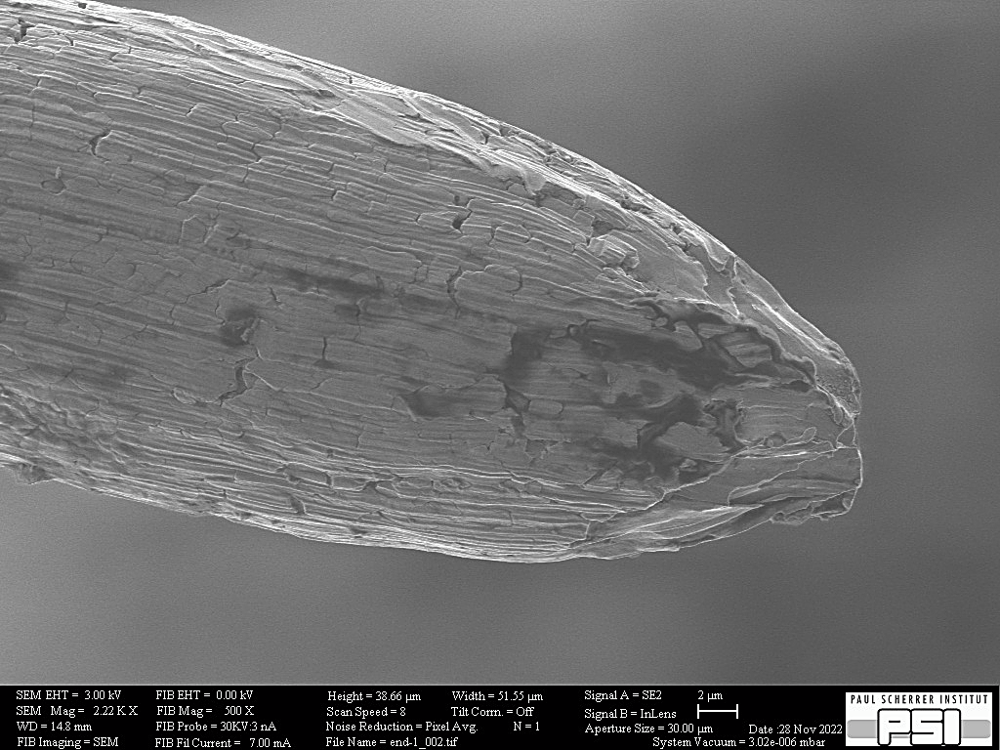 SEM EHT = 3.00 kV FIB EHT = 0.00 kV Height = 38.66 µm Width = 51.55 µm Signal A = SE2 2 µm
SEM Mag = 2.22 K X FIB Mag = 500 X Scan Speed = 8 Tilt Corrn. = Off Signal B = InLens
WD = 14.8 mm FIB Probe = 30KV:3 nA Noise Reduction = Pixel Avg. N = 1 Aperture Size = 30.00 µm Date :28 Nov 2022
FIB Imaging = SEM FIB Fil Current = 7.00 mA File Name = end-1_002.tif System Vacuum = 3.02e-006 mbar
PAUL SCHERRER INSTITUT
PSI